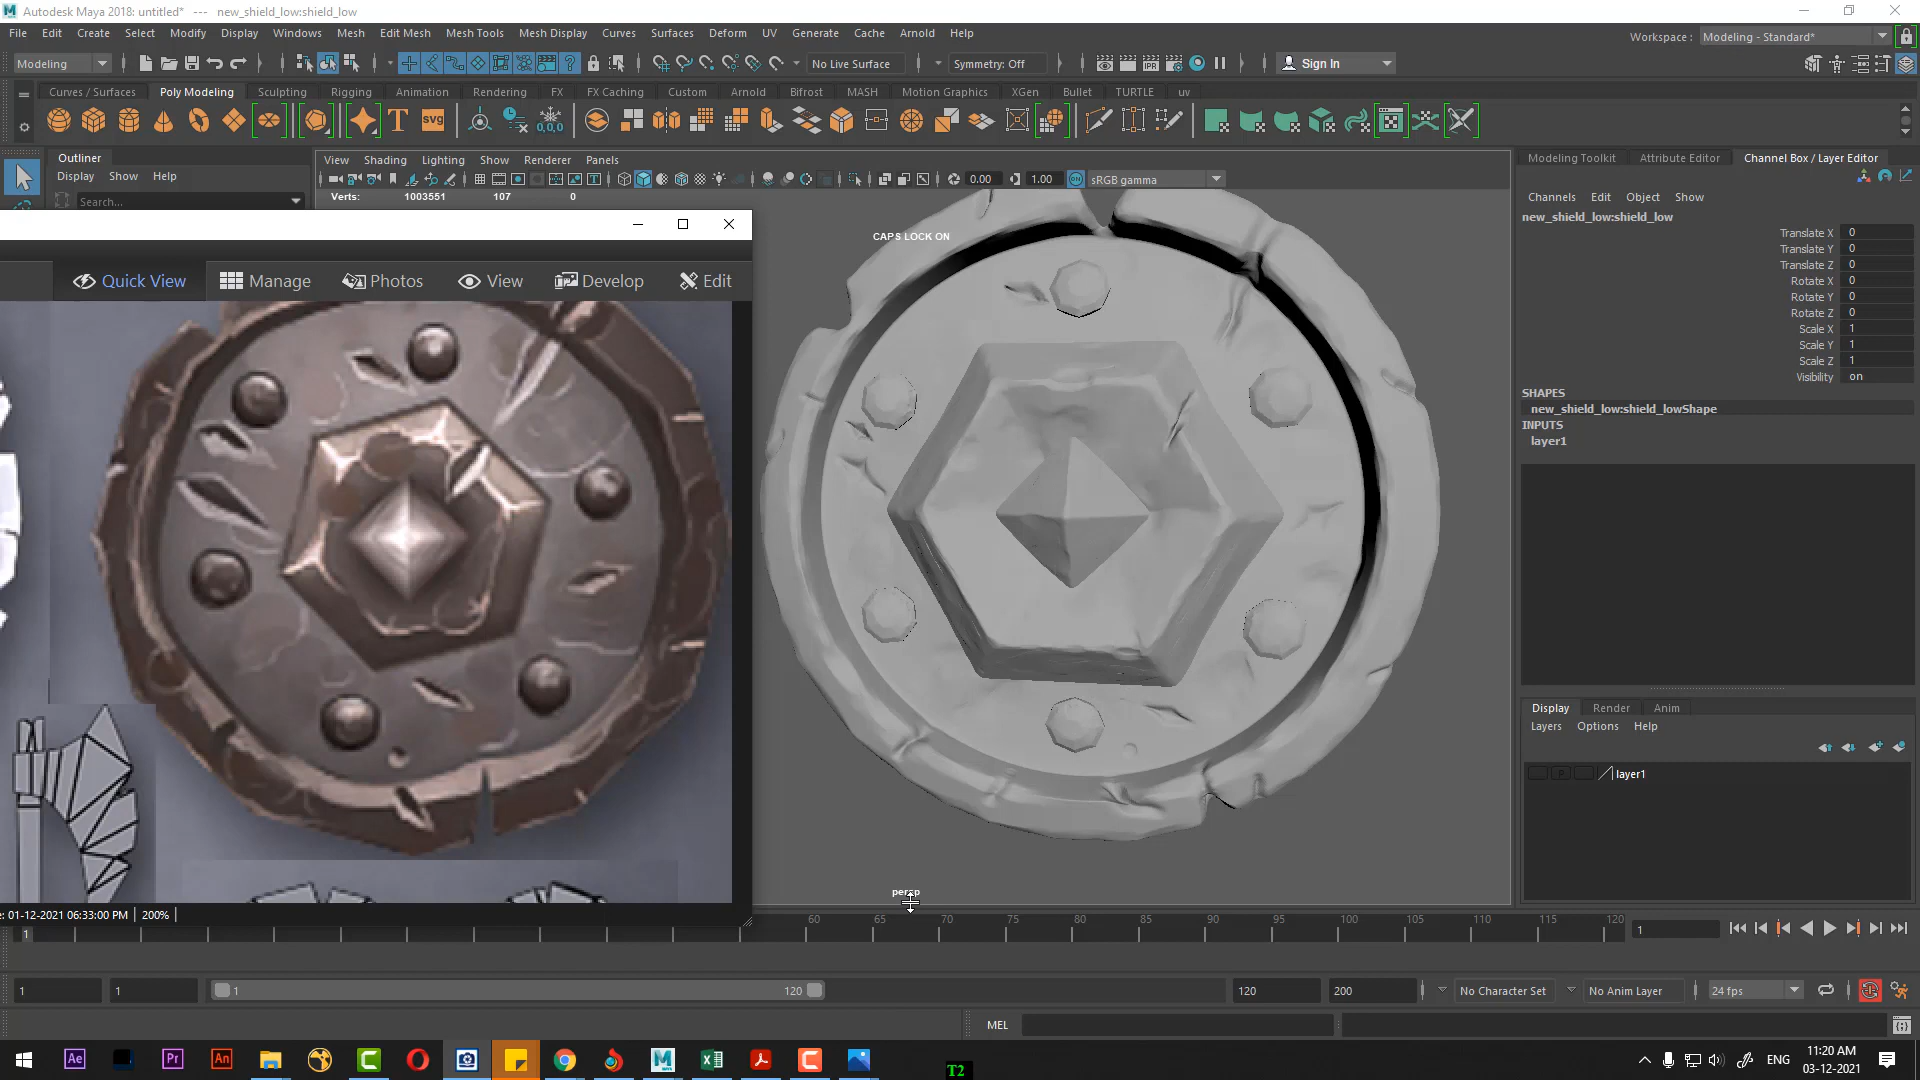 Autodesk Maya 2018: untitled*   ---   new_shield_low:shield_low
File Edit Create Select Modify Display Windows Mesh Edit Mesh Mesh Tools Mesh Display Curves Surfaces Deform UV Generate Cache Arnold Help
Workspace : Modeling - Standard*
Modeling No Live Surface Symmetry: Off Sign In
Curves / Surfaces Poly Modeling Sculpting Rigging Animation Rendering FX FX Caching Custom Arnold Bifrost MASH Motion Graphics XGen Bullet TURTLE uv
T svg 0,0,0
Outliner
Display Show Help
Search...
View Shading Lighting Show Renderer Panels
0.00 1.00 sRGB gamma
Verts: 1003551 107 0
CAPS LOCK ON
Quick View Manage Photos View Develop Edit
: 01-12-2021 06:33:00 PM 200%
persp
Modeling Toolkit Attribute Editor Channel Box / Layer Editor
Channels Edit Object Show
new_shield_low:shield_low
Translate X 0
Translate Y 0
Translate Z 0
Rotate X 0
Rotate Y 0
Rotate Z 0
Scale X 1
Scale Y 1
Scale Z 1
Visibility on
SHAPES
new_shield_low:shield_lowShape
INPUTS
layer1
Display Render Anim
Layers Options Help
P layer1
1 60 65 70 75 80 85 90 95 100 105 110 115 120 1
1 1 1 120 120 200 No Character Set No Anim Layer 24 fps
MEL
Ae Pr An ENG 11:20 AM
03-12-2021
T2